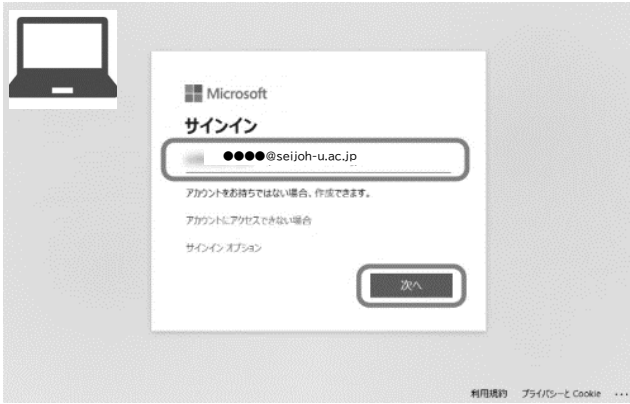 Microsoft
サインイン
●●●●@seijoh-u.ac.jp
アカウントをお持ちではない場合、作成できます。
アカウントにアクセスできない場合
サインイン オプション
次へ
利用規約 プライバシーと Cookie ...